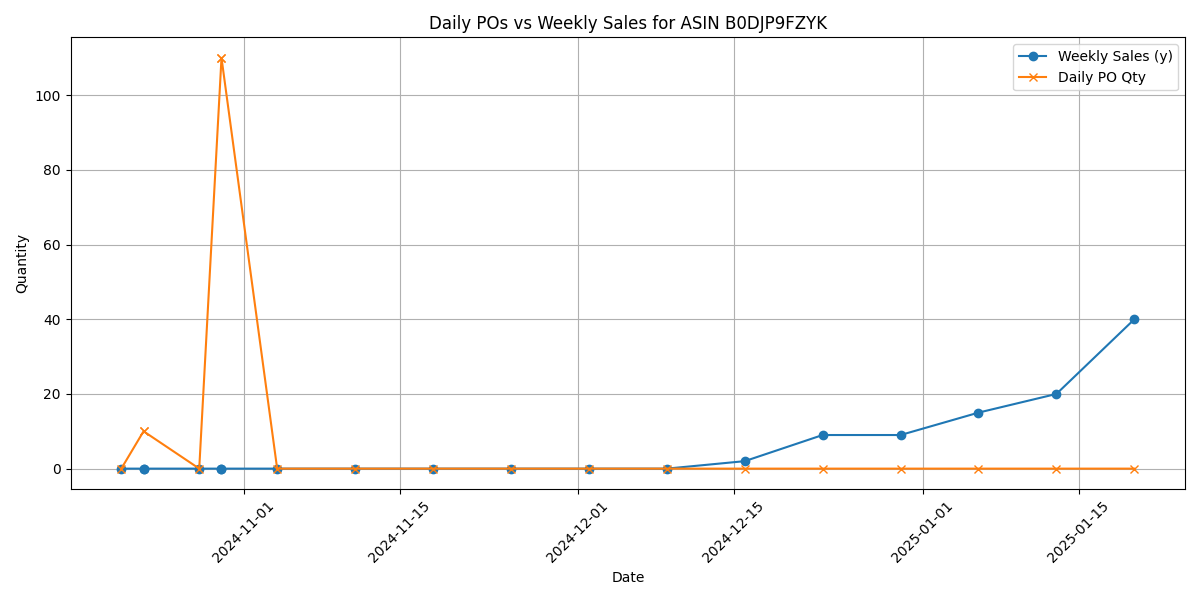 Daily POs vs Weekly Sales for ASIN B0DJP9FZYK
Weekly Sales (y)
Daily PO Qty
Quantity
100
80
60
40
20
0
2024-11-01
2024-11-15
2024-12-01
2024-12-15
2025-01-01
2025-01-15
Date